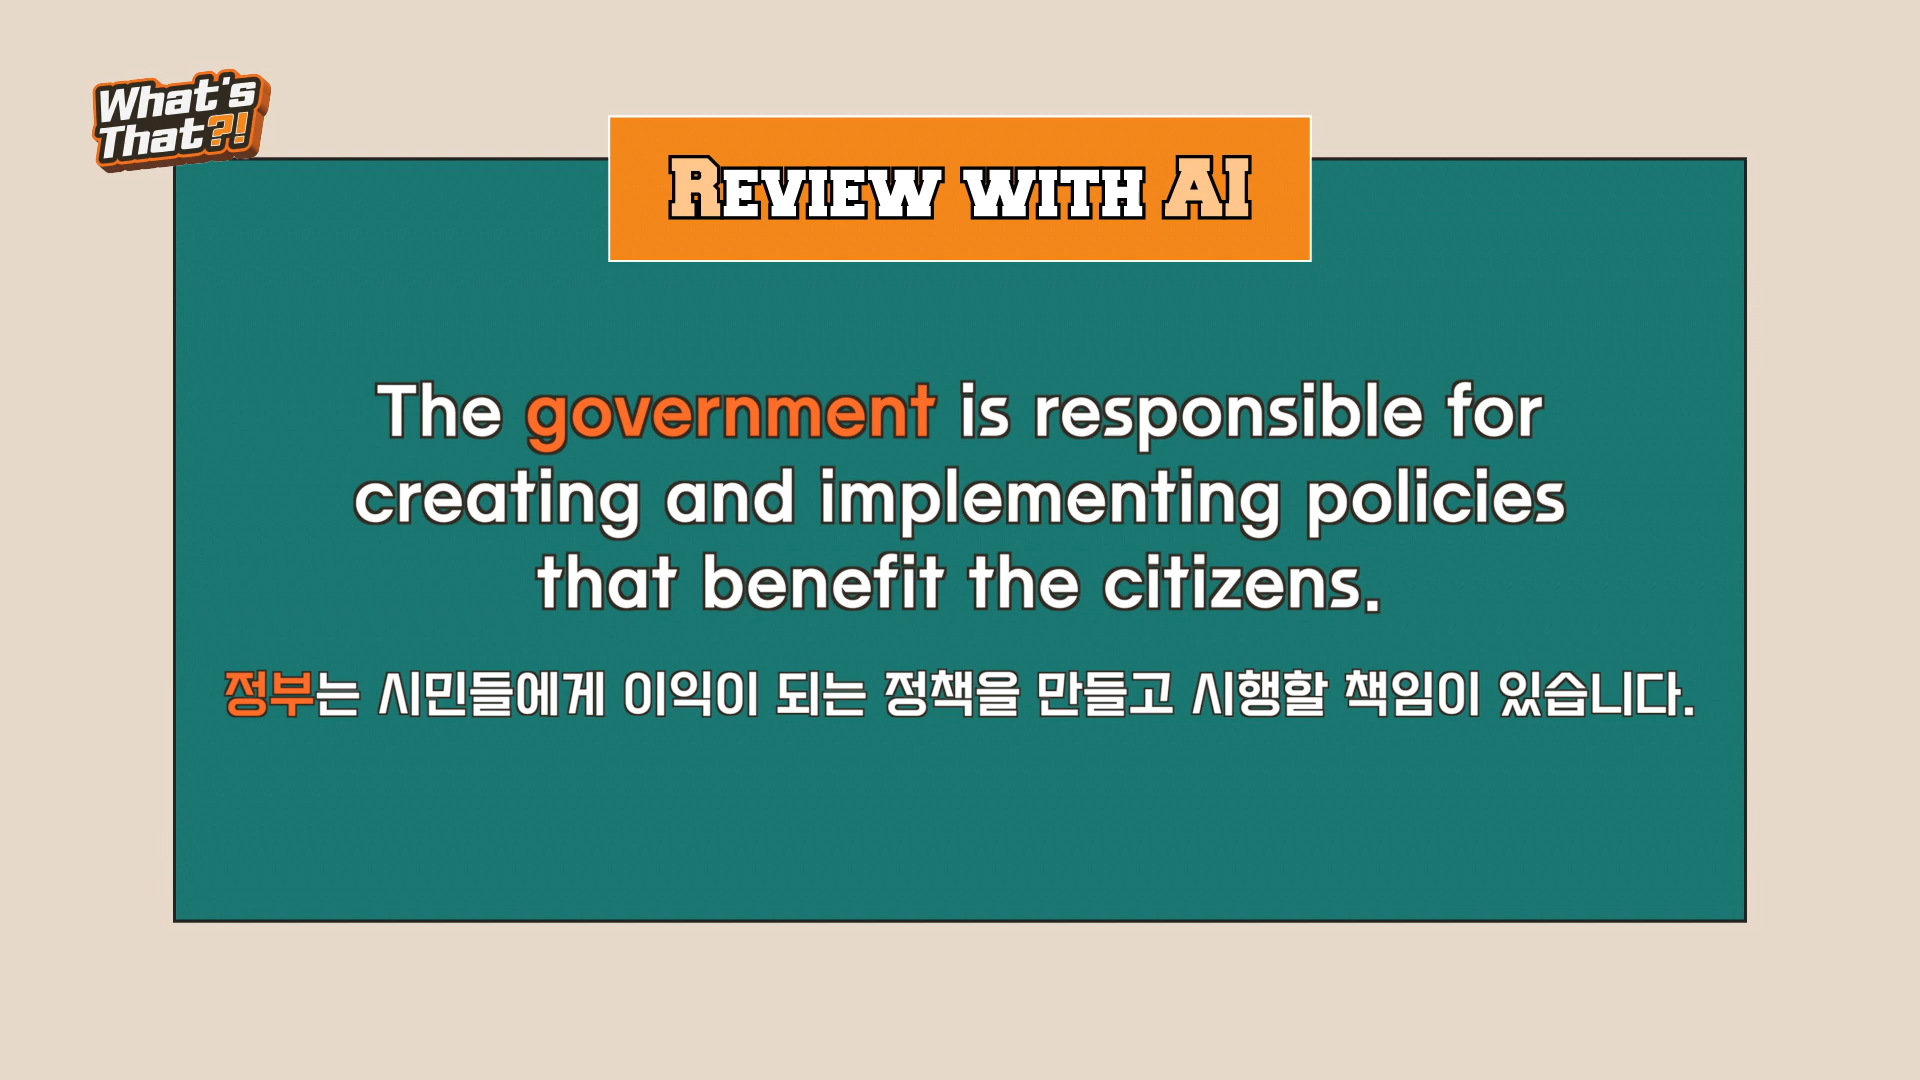 What's
That?!
REVIEW WITH AI
The government is responsible for
creating and implementing policies
that benefit the citizens.
정부는 시민들에게 이익이 되는 정책을 만들고 시행할 책임이 있습니다.